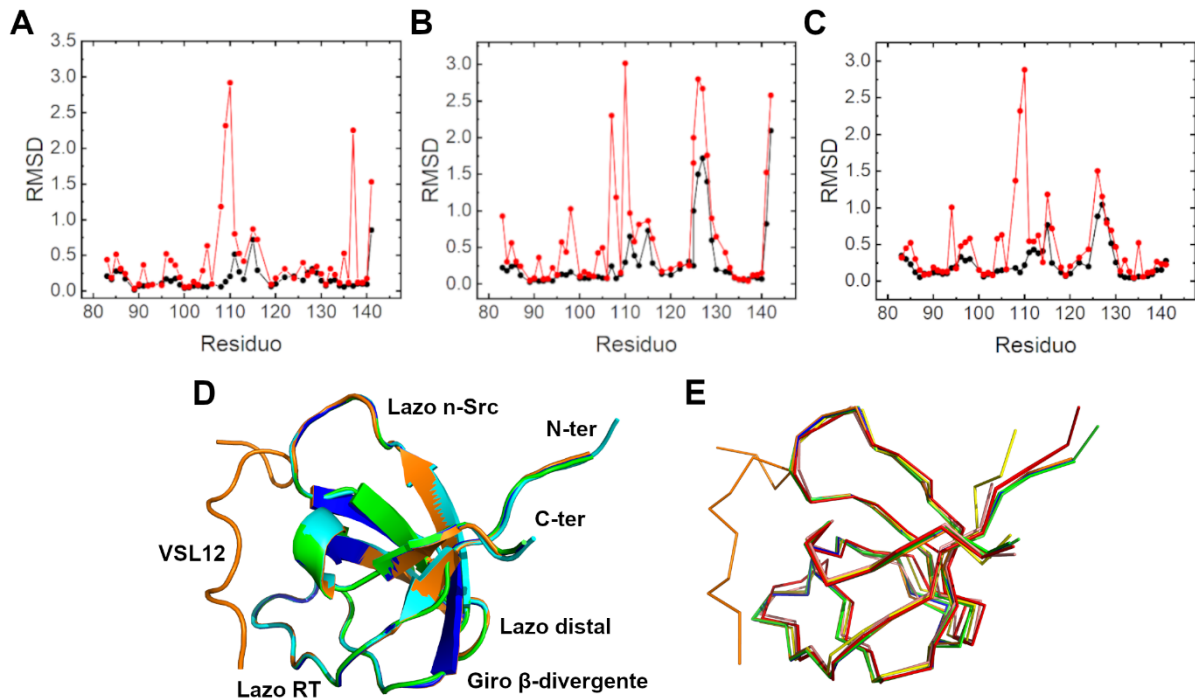 A
B
C
RMSD
3.5
3.0
2.5
2.0
1.5
1.0
0.5
0.0
80 90 100 110 120 130 140
Residuo
RMSD
3.0
2.5
2.0
1.5
1.0
0.5
0.0
80 90 100 110 120 130 140
Residuo
RMSD
3.0
2.5
2.0
1.5
1.0
0.5
0.0
80 90 100 110 120 130 140
Residuo
D
Lazo n-Src
N-ter
C-ter
VSL12
Lazo distal
Lazo RT
Giro β-divergente
E